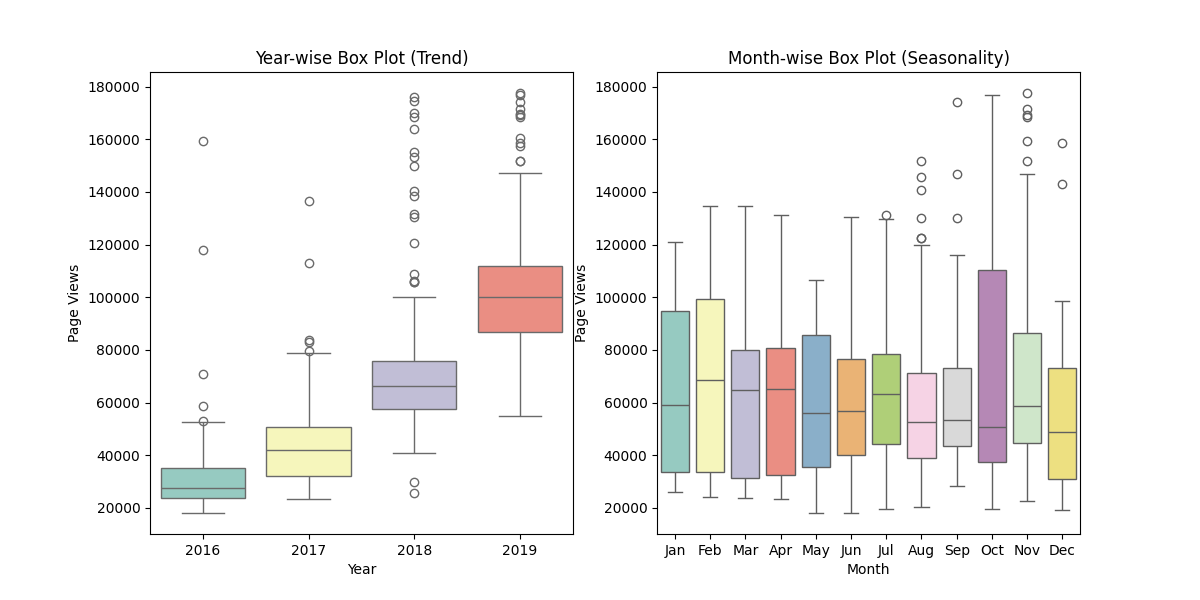 Year-wise Box Plot (Trend)
Page Views
180000
160000
140000
120000
100000
80000
60000
40000
20000
2016 2017 2018 2019
Year
Month-wise Box Plot (Seasonality)
Page Views
180000
160000
140000
120000
100000
80000
60000
40000
20000
Jan Feb Mar Apr May Jun Jul Aug Sep Oct Nov Dec
Month